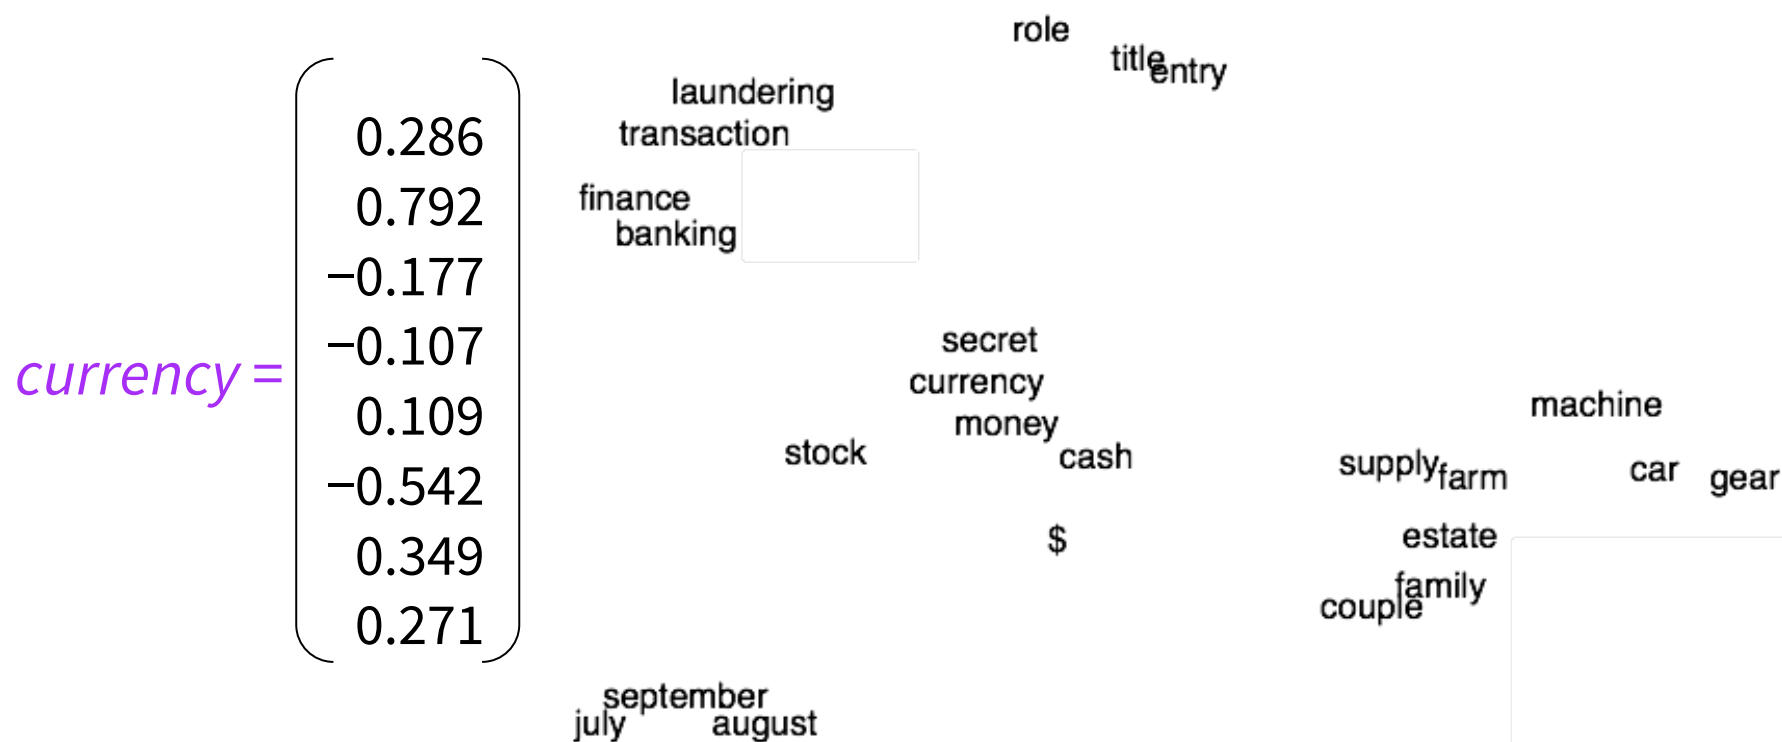 currency =
0.286
0.792
−0.177
−0.107
0.109
−0.542
0.349
0.271
role
title
entry
laundering
transaction
finance
banking
secret
currency
money
stock
cash
$
machine
supply
farm
car
gear
estate
family
couple
september
july
august